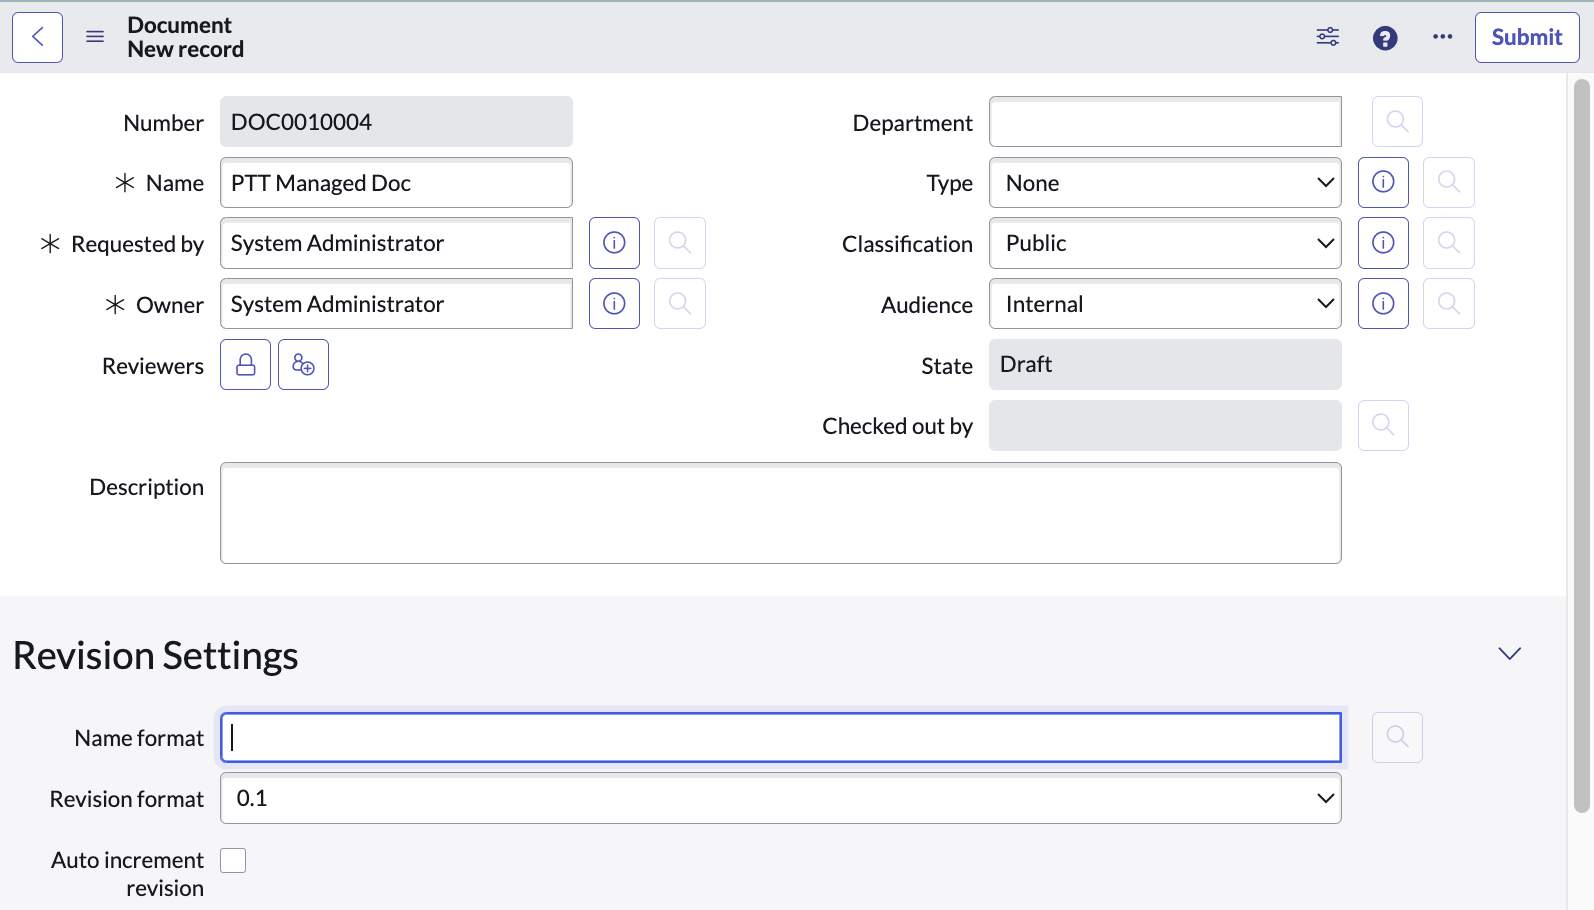 Document
New record
Submit
Number DOC0010004
Department
Name PTT Managed Doc
Type None
Requested by System Administrator
Classification Public
Owner System Administrator
Audience Internal
Reviewers
State Draft
Checked out by
Description
Revision Settings
Name format
Revision format 0.1
Auto increment
revision